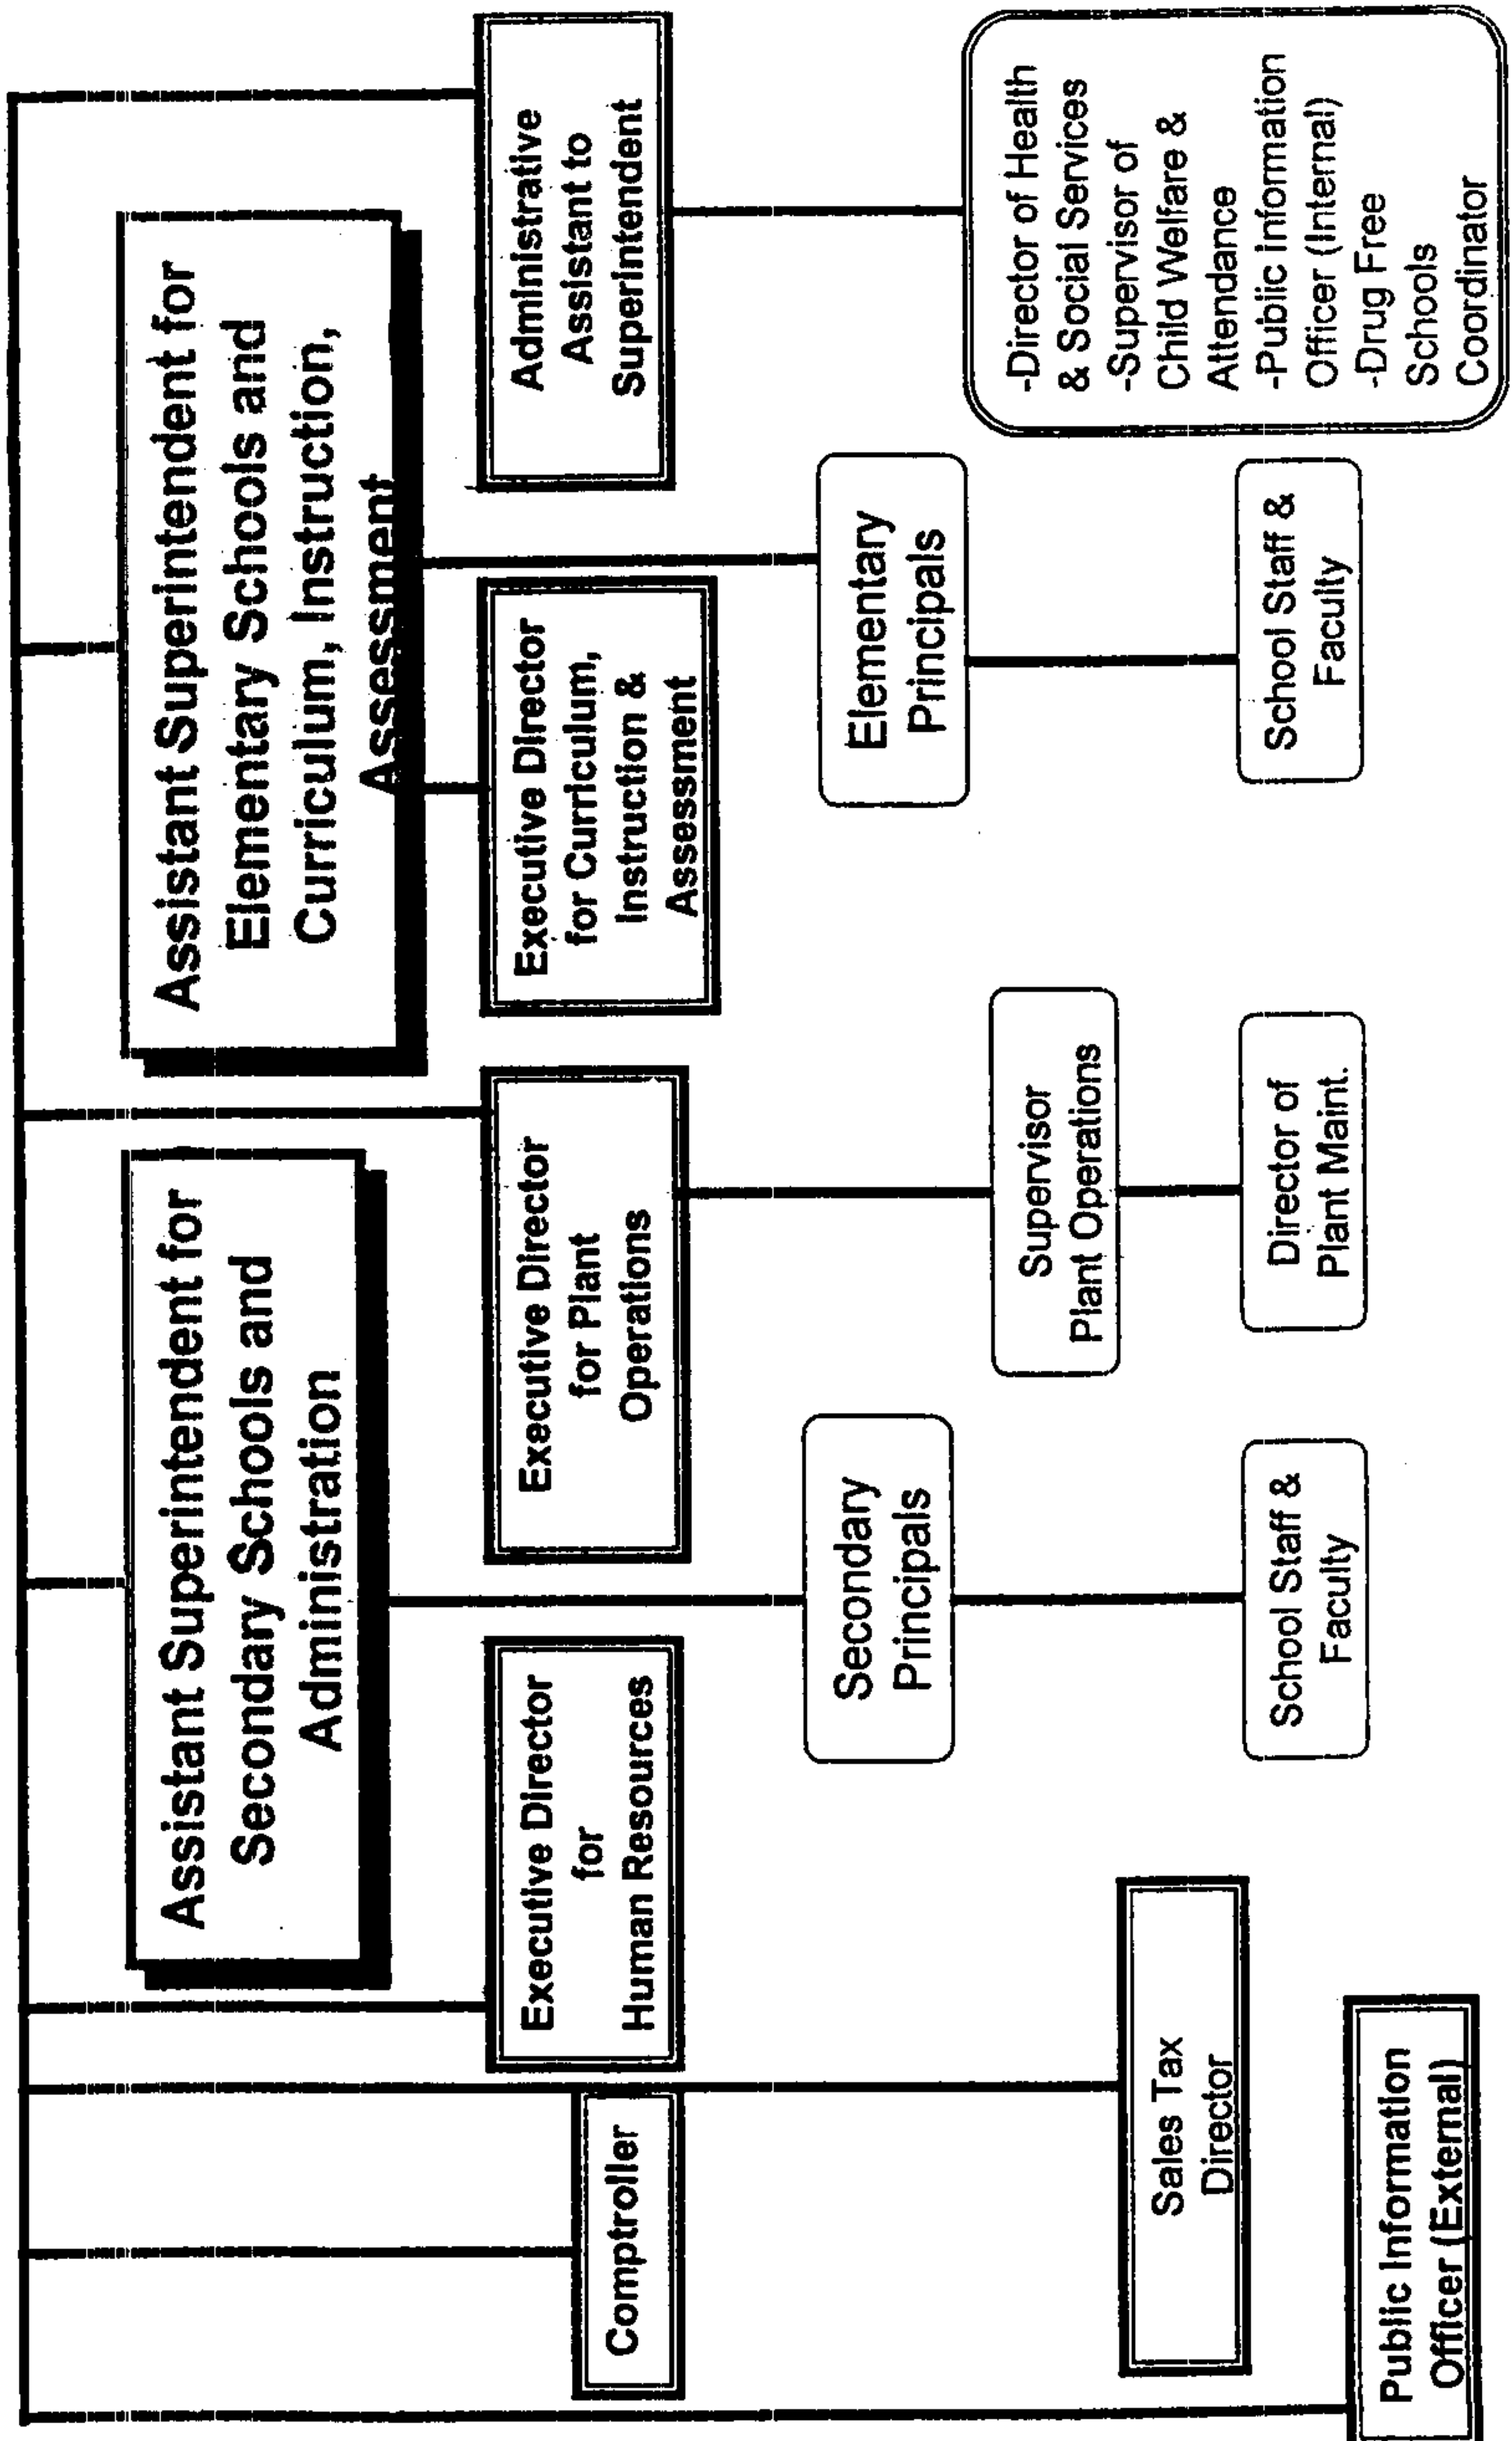 Assistant Superintendent for
Secondary Schools and
Administration
Assistant Superintendent for
Elementary Schools and
Curriculum, Instruction,
Assessment
Comptroller
Executive Director
for
Human Resources
Executive Director
for Plant
Operations
Executive Director
for Curriculum,
Instruction &
Assessment
Administrative
Assistant to
Superintendent
Secondary
Principals
Elementary
Principals
Supervisor
Plant Operations
-Director of Health
& Social Services
-Supervisor of
Child Welfare &
Attendance
-Public Information
Officer (Internal)
-Drug Free
Schools
Coordinator
Sales Tax
Director
School Staff &
Faculty
Director of
Plant Maint.
School Staff &
Faculty
Public Information
Officer (External)